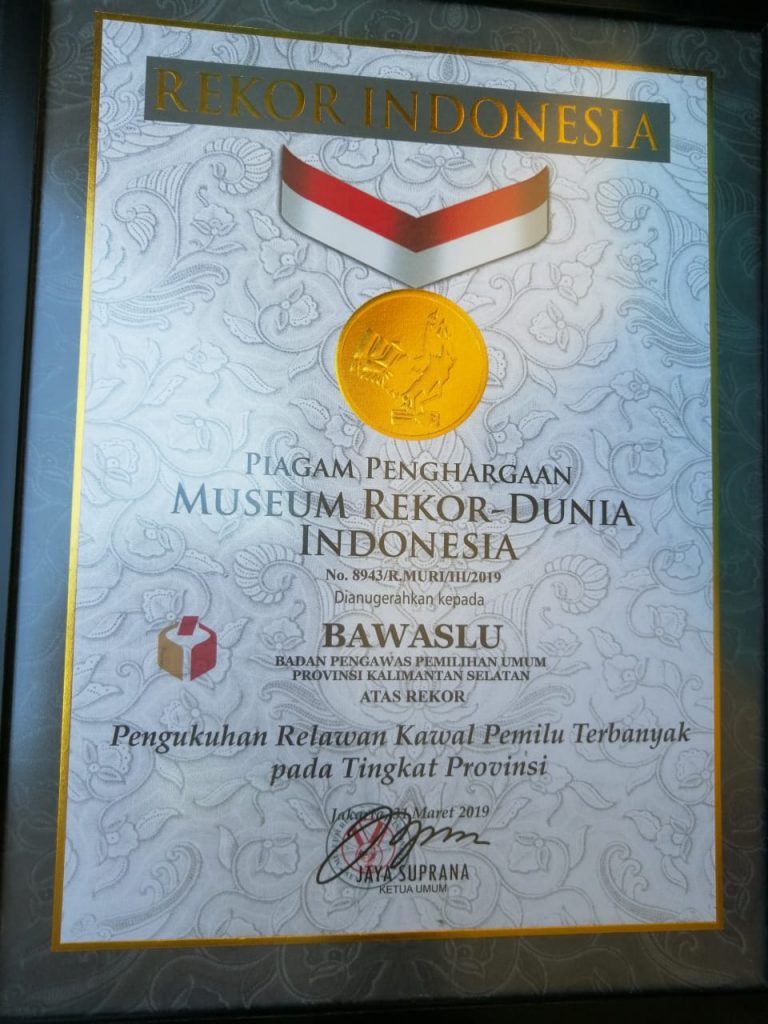 REKOR INDONESIA
PIAGAM PENGHARGAAN
MUSEUM REKOR-DUNIA
INDONESIA
No. 8943/R.MURI/III/2019
Dianugerahkan kepada
BAWASLU
BADAN PENGAWAS PEMILIHAN UMUM
PROVINSI KALIMANTAN SELATAN
ATAS REKOR
Pengukuhan Relawan Kawal Pemilu Terbanyak
pada Tingkat Provinsi
Jakarta, 31 Maret 2019
JAYA SUPRANA
KETUA UMUM